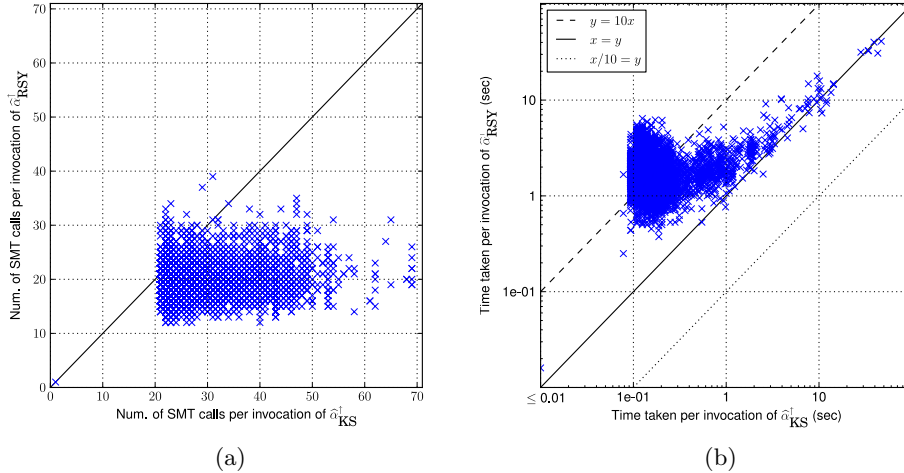 70
60
50
40
30
20
10
0
0 10 20 30 40 50 60 70
Num. of SMT calls per invocation of α̂↑RSY
Num. of SMT calls per invocation of α̂↑KS
(a)
y = 10x
x = y
x/10 = y
10
1
1e-01
≤ 0.01 1e-01 1 10
Time taken per invocation of α̂↑RSY (sec)
Time taken per invocation of α̂↑KS (sec)
(b)